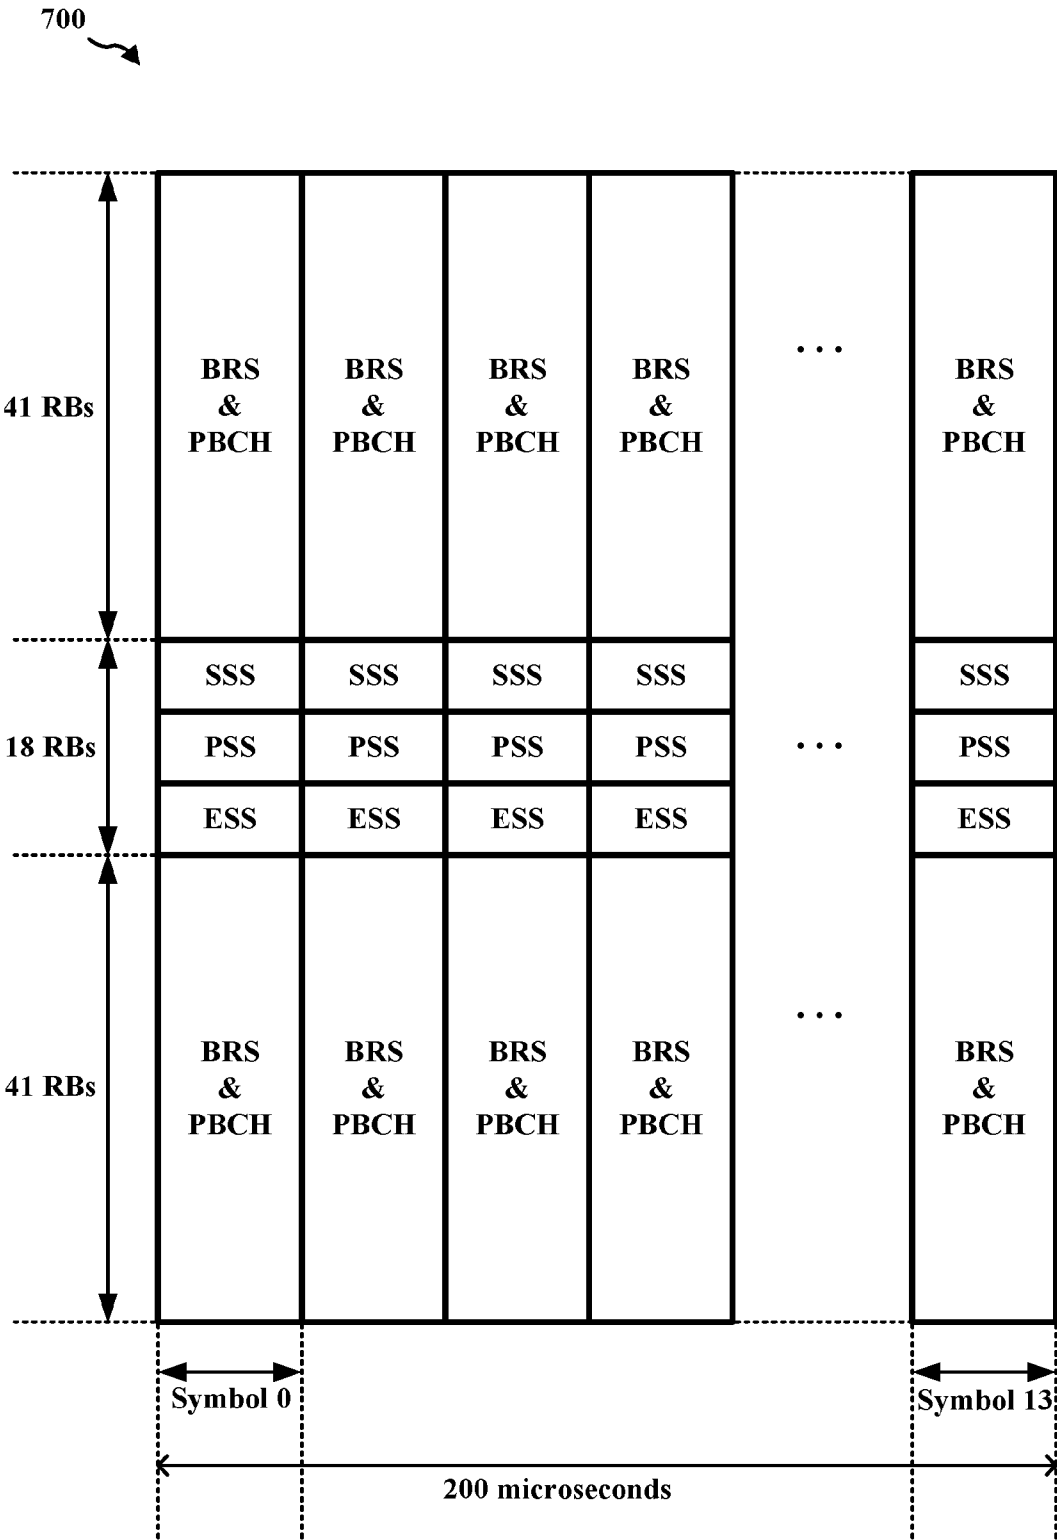 700
BRS BRS BRS BRS BRS
& & & & &
PBCH PBCH PBCH PBCH PBCH
...
41 RBs
SSS SSS SSS SSS SSS
18 RBs PSS PSS PSS PSS ... PSS
ESS ESS ESS ESS ESS
...
BRS BRS BRS BRS BRS
41 RBs & & & & &
PBCH PBCH PBCH PBCH PBCH
Symbol 0 Symbol 13
200 microseconds